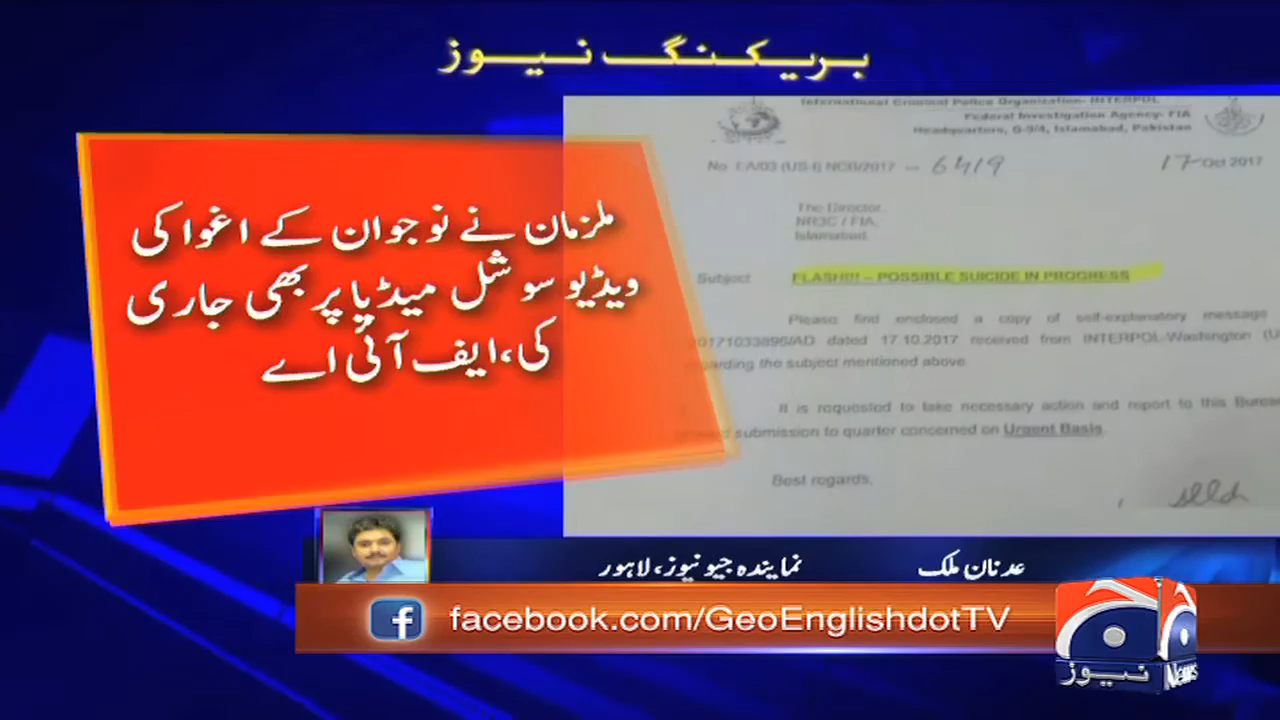 بریکنگ نیوز
ملزمان نے نوجوان کے اغوا کی
ویڈیو سوشل میڈیا پر بھی جاری
کی، ایف آئی اے
International Criminal Police Organization- INTERPOL
Federal Investigation Agency- FIA
Headquarters, G-9/4, Islamabad, Pakistan
No. EA/03 (US-I) NCB/2017 --- 6419 17 Oct 2017
The Director,
NR3C / FIA,
Islamabad.
Subject FLASH!!! – POSSIBLE SUICIDE IN PROGRESS
Please find enclosed a copy of self-explanatory message
0171033896/AD dated 17.10.2017 received from INTERPOL-Washington (U
arding the subject mentioned above.
It is requested to take necessary action and report to this Burea
submission to quarter concerned on Urgent Basis.
Best regards,
عدنان ملک نمایندہ جیو نیوز، لاہور
facebook.com/GeoEnglishdotTV
نیوز News